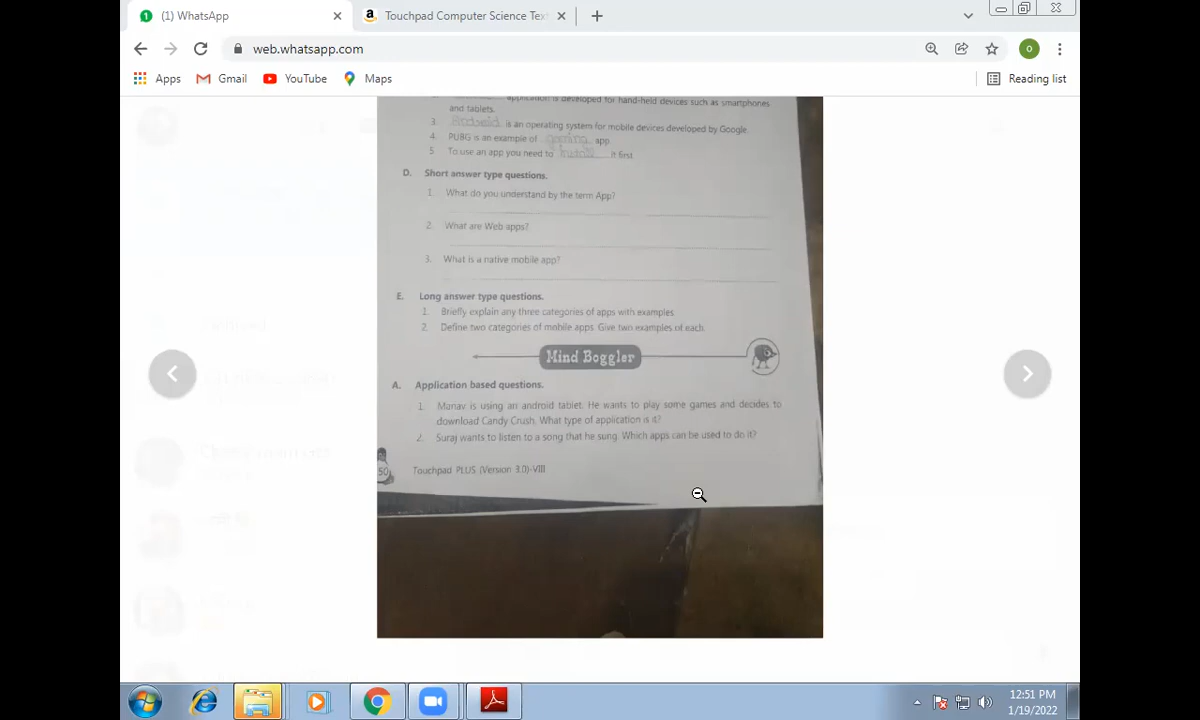 (1) WhatsApp
Touchpad Computer Science Tex
web.whatsapp.com
O
Apps
Gmail
YouTube
Maps
Reading list
application is developed for hand-held devices such as smartphones
and tablets.
3. Android is an operating system for mobile devices developed by Google.
4. PUBG is an example of gaming app.
5 To use an app you need to install it first
D. Short answer type questions.
1. What do you understand by the term App?
2. What are Web apps?
3. What is a native mobile app?
E. Long answer type questions.
1. Briefly explain any three categories of apps with examples
2. Define two categories of mobile apps. Give two examples of each.
Mind Boggler
A. Application based questions.
1. Manav is using an android tablet. He wants to play some games and decides to
download Candy Crush. What type of application is it?
2. Suraj wants to listen to a song that he sung. Which apps can be used to do it?
50
Touchpad PLUS (Version 3.0)-VIII
12:51 PM
1/19/2022